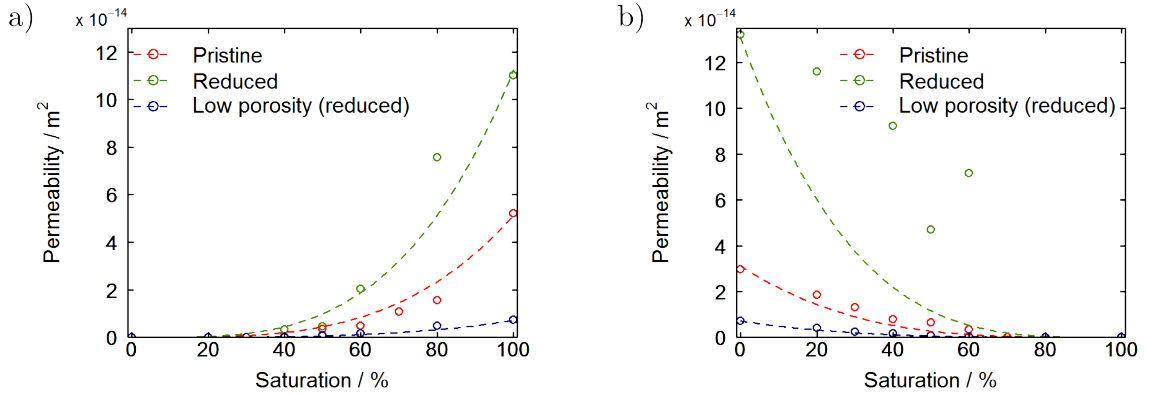 a)
x 10⁻¹⁴
12
10
8
6
4
2
0
0 20 40 60 80 100
Permeability / m²
Saturation / %
Pristine
Reduced
Low porosity (reduced)
b)
x 10⁻¹⁴
12
10
8
6
4
2
0
0 20 40 60 80 100
Permeability / m²
Saturation / %
Pristine
Reduced
Low porosity (reduced)